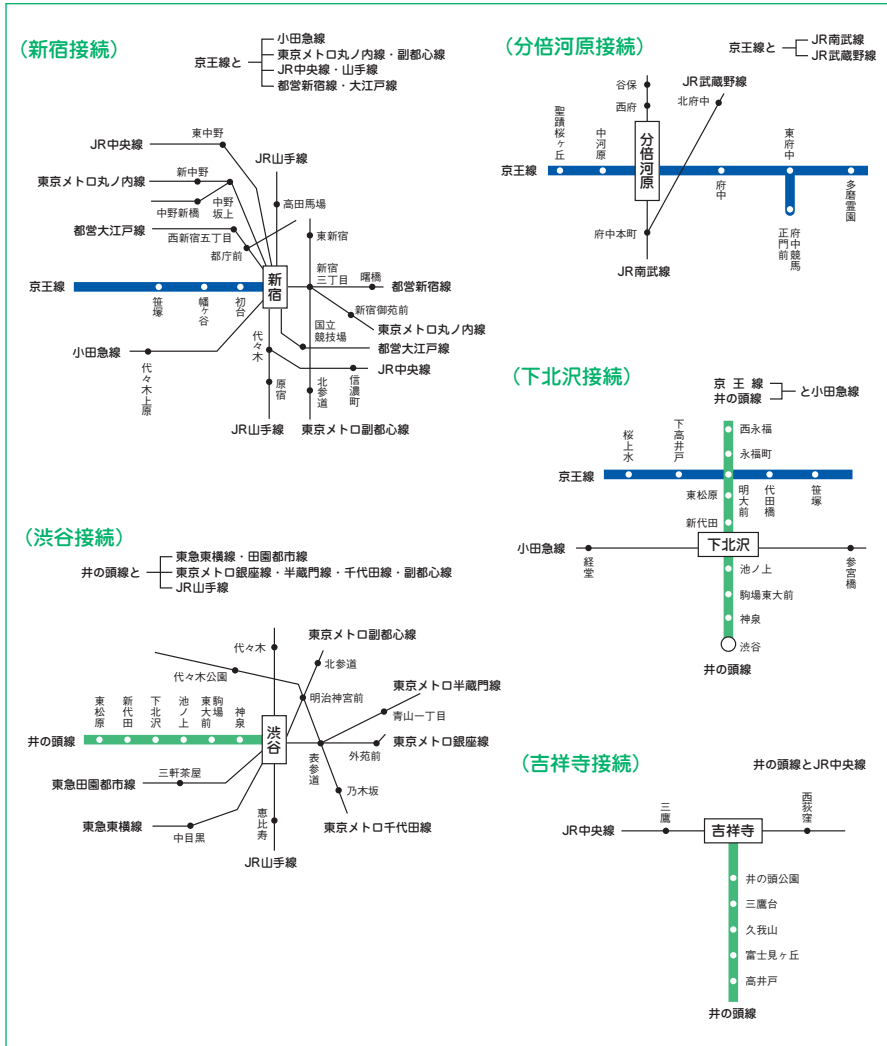 (新宿接続)
京王線と
小田急線
東京メトロ丸ノ内線・副都心線
JR中央線・山手線
都営新宿線・大江戸線
東中野
JR中央線
JR山手線
新中野
東京メトロ丸ノ内線
中野新橋
中野
坂上
高田馬場
都営大江戸線
西新宿五丁目
都庁前
東新宿
新宿
新宿
三丁目
曙橋
京王線
都営新宿線
笹塚
幡ヶ谷
初台
新宿御苑前
東京メトロ丸ノ内線
国立
競技場
都営大江戸線
小田急線
代々木
JR中央線
代々木上原
原宿
北参道
信濃町
JR山手線
東京メトロ副都心線
(分倍河原接続)
京王線と
JR南武線
JR武蔵野線
谷保
JR武蔵野線
西府
北府中
聖蹟桜ヶ丘
中河原
分倍河原
東府中
京王線
府中
多磨霊園
府中競馬
正門前
府中本町
JR南武線
(下北沢接続)
京王線
井の頭線
と小田急線
西永福
永福町
桜上水
下高井戸
京王線
東松原
明大前
代田橋
笹塚
新代田
小田急線
下北沢
経堂
参宮橋
池ノ上
駒場東大前
神泉
渋谷
井の頭線
(渋谷接続)
井の頭線と
東急東横線・田園都市線
東京メトロ銀座線・半蔵門線・千代田線・副都心線
JR山手線
代々木
東京メトロ副都心線
代々木公園
北参道
明治神宮前
東京メトロ半蔵門線
青山一丁目
東松原
新代田
下北沢
池ノ上
駒場
東大前
神泉
渋谷
井の頭線
東京メトロ銀座線
外苑前
表参道
三軒茶屋
東急田園都市線
乃木坂
東急東横線
中目黒
恵比寿
東京メトロ千代田線
JR山手線
(吉祥寺接続)
井の頭線とJR中央線
三鷹
西荻窪
JR中央線
吉祥寺
井の頭公園
三鷹台
久我山
富士見ヶ丘
高井戸
井の頭線